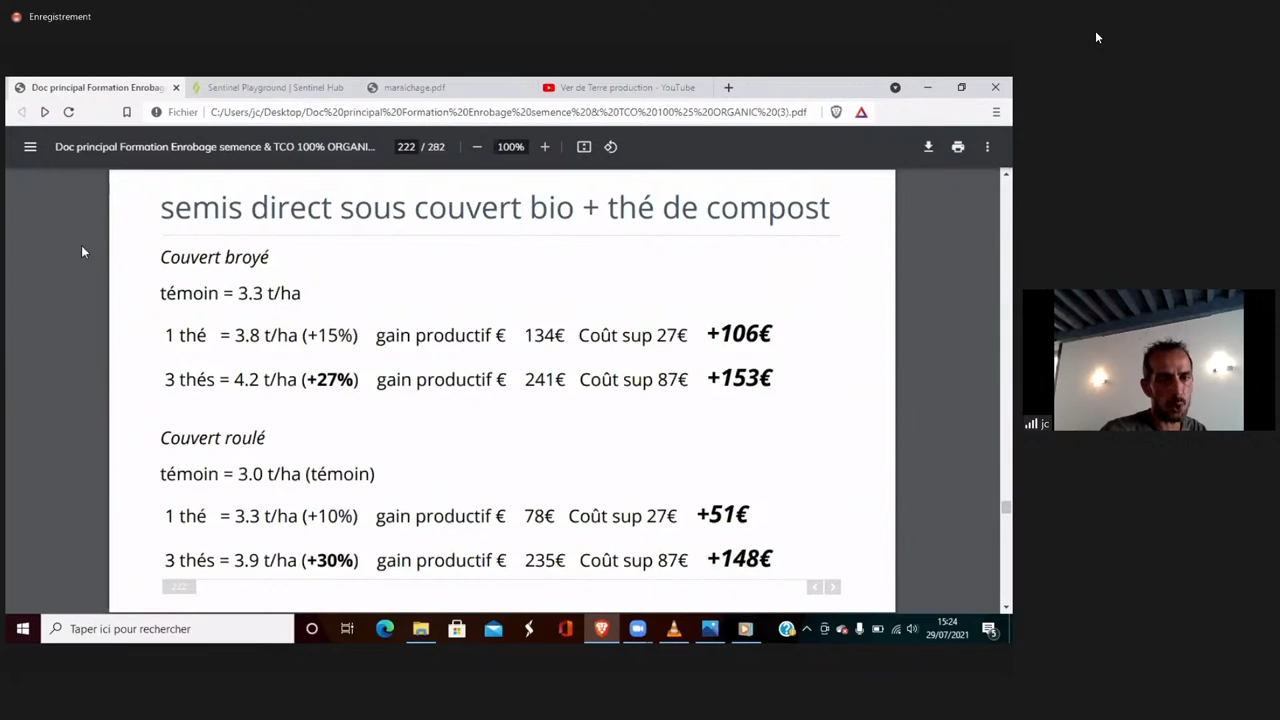 Enregistrement
Doc principal Formation Enrobag
Sentinel Playground | Sentinel Hub
maraichage.pdf
Ver de Terre production - YouTube
Fichier
C:/Users/jc/Desktop/Doc%20principal%20Formation%20Enrobage%20semence%20&%20TCO%20100%25%20ORGANIC%20(3).pdf
Doc principal Formation Enrobage semence & TCO 100% ORGANI...
222 / 282
100%
semis direct sous couvert bio + thé de compost
Couvert broyé
témoin = 3.3 t/ha
1 thé = 3.8 t/ha (+15%) gain productif € 134€ Coût sup 27€ +106€
3 thés = 4.2 t/ha (+27%) gain productif € 241€ Coût sup 87€ +153€
Couvert roulé
témoin = 3.0 t/ha (témoin)
1 thé = 3.3 t/ha (+10%) gain productif € 78€ Coût sup 27€ +51€
3 thés = 3.9 t/ha (+30%) gain productif € 235€ Coût sup 87€ +148€
222
jc
Taper ici pour rechercher
15:24
29/07/2021
5